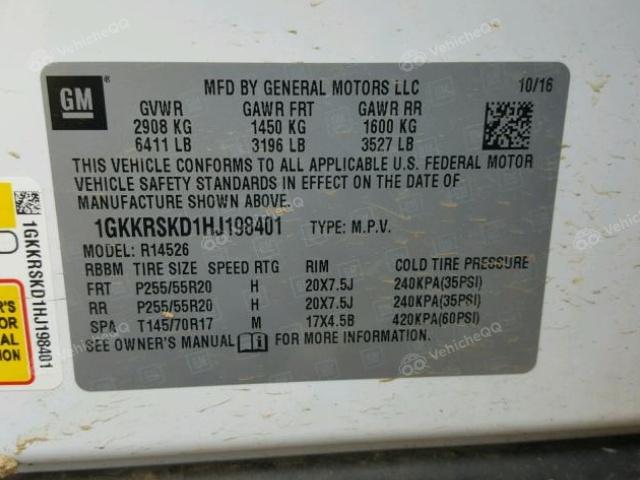 GM ®
MFD BY GENERAL MOTORS LLC 10/16
GVWR GAWR FRT GAWR RR
2908 KG 1450 KG 1600 KG
6411 LB 3196 LB 3527 LB
THIS VEHICLE CONFORMS TO ALL APPLICABLE U.S. FEDERAL MOTOR
VEHICLE SAFETY STANDARDS IN EFFECT ON THE DATE OF
MANUFACTURE SHOWN ABOVE.
1GKKRSKD1HJ198401 TYPE: M.P.V.
MODEL: R14526
RBBM TIRE SIZE SPEED RTG RIM COLD TIRE PRESSURE
FRT P255/55R20 H 20X7.5J 240KPA(35PSI)
RR P255/55R20 H 20X7.5J 240KPA(35PSI)
SPA T145/70R17 M 17X4.5B 420KPA(60PSI)
SEE OWNER'S MANUAL FOR MORE INFORMATION.
1GKKRSKD1HJ198401
R'S
FOR
AL
TION
VehicleQQ